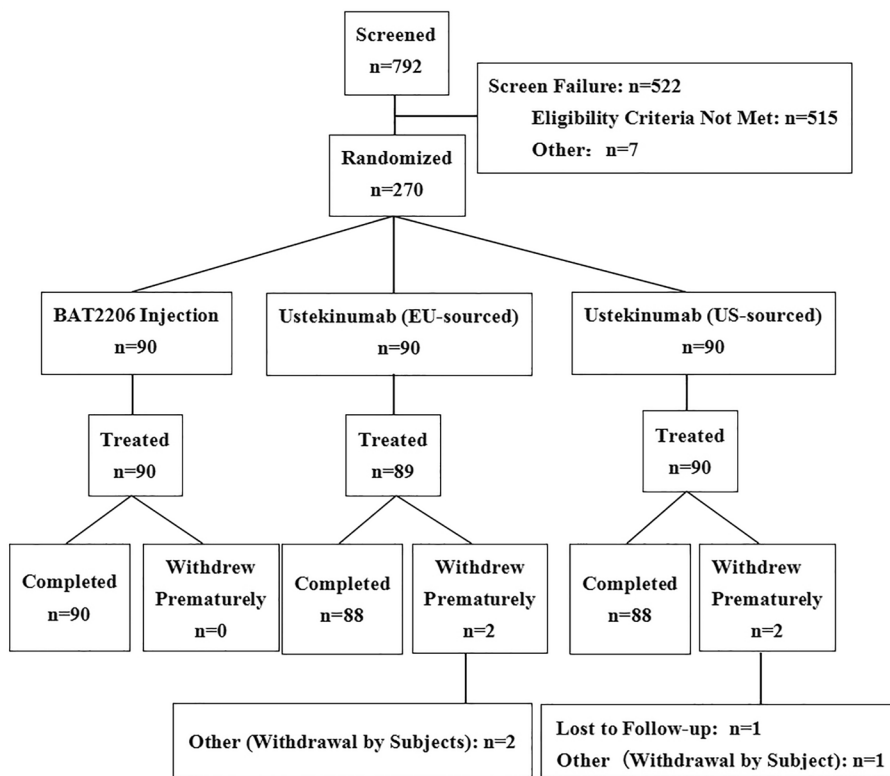 Screened
n=792
Screen Failure: n=522
Eligibility Criteria Not Met: n=515
Other: n=7
Randomized
n=270
BAT2206 Injection
n=90
Ustekinumab (EU-sourced)
n=90
Ustekinumab (US-sourced)
n=90
Treated
n=90
Treated
n=89
Treated
n=90
Completed
n=90
Withdrew
Prematurely
n=0
Completed
n=88
Withdrew
Prematurely
n=2
Completed
n=88
Withdrew
Prematurely
n=2
Other (Withdrawal by Subjects): n=2
Lost to Follow-up: n=1
Other（Withdrawal by Subject): n=1